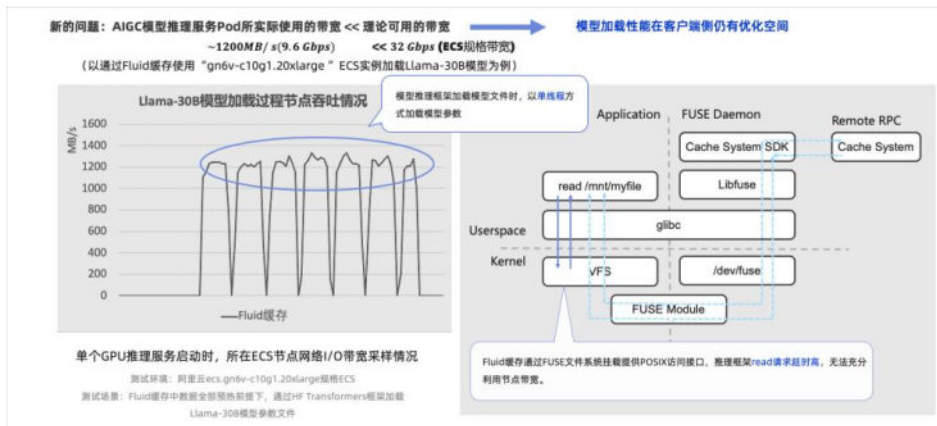 新的问题：AIGC模型推理服务Pod所实际使用的带宽 << 理论可用的带宽
模型加载性能在客户端侧仍有优化空间
~1200MB/s(9.6 Gbps) << 32 Gbps (ECS规格带宽)
（以通过Fluid缓存使用“gn6v-c10g1.20xlarge ”ECS实例加载Llama-30B模型为例）
Llama-30B模型加载过程节点吞吐情况
MB/s
1600
1400
1200
1000
800
600
400
200
0
Fluid缓存
模型推理框架加载模型文件时，以单线程方
式加载模型参数
Application
FUSE Daemon
Remote RPC
Cache System SDK
Cache System
read /mnt/myfile
Libfuse
glibc
Userspace
Kernel
VFS
/dev/fuse
FUSE Module
Fluid缓存通过FUSE文件系统挂载提供POSIX访问接口，推理框架read请求延时高，无法充分
利用节点带宽。
单个GPU推理服务启动时，所在ECS节点网络I/O带宽采样情况
测试环境：阿里云ecs.gn6v-c10g1.20xlarge规格ECS
测试场景：Fluid缓存中数据全部预热前提下，通过HF Transformers框架加载
Llama-30B模型参数文件